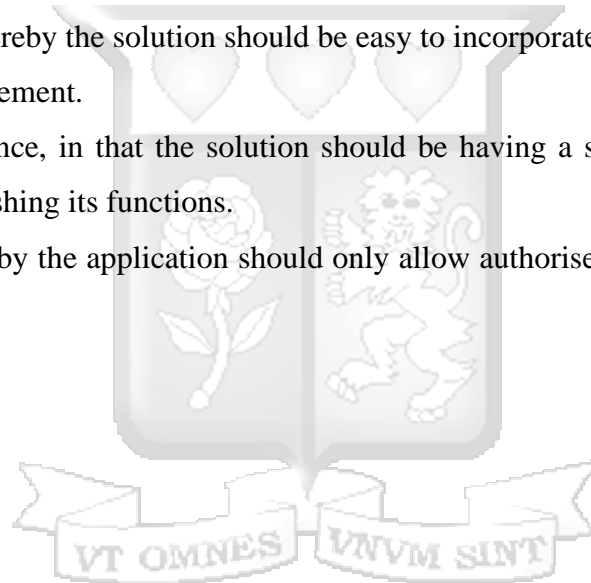 reby the solution should be easy to incorporate
ement.
nce, in that the solution should be having a s
shing its functions.
by the application should only allow authorise
VT OMNES VNVM SINT